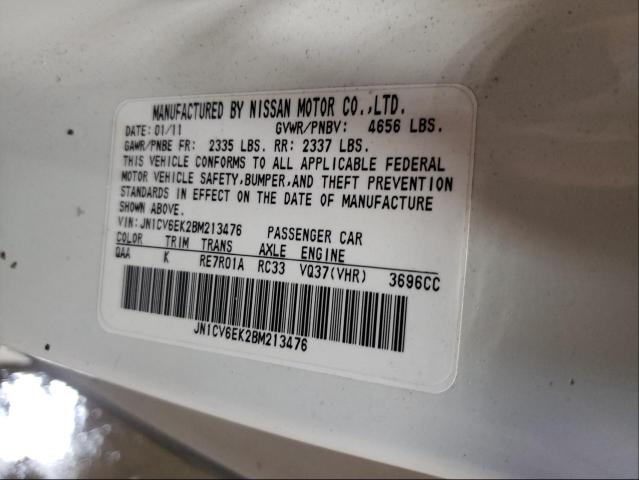 MANUFACTURED BY NISSAN MOTOR CO.,LTD.
DATE: 01/11 GVWR/PNBV: 4656 LBS.
GAWR/PNBE FR: 2335 LBS. RR: 2337 LBS.
THIS VEHICLE CONFORMS TO ALL APPLICABLE FEDERAL
MOTOR VEHICLE SAFETY,BUMPER,AND THEFT PREVENTION
STANDARDS IN EFFECT ON THE DATE OF MANUFACTURE
SHOWN ABOVE.
VIN:JN1CV6EK2BM213476 PASSENGER CAR
COLOR TRIM TRANS AXLE ENGINE
QAA K RE7R01A RC33 VQ37(VHR) 3696CC
JN1CV6EK2BM213476